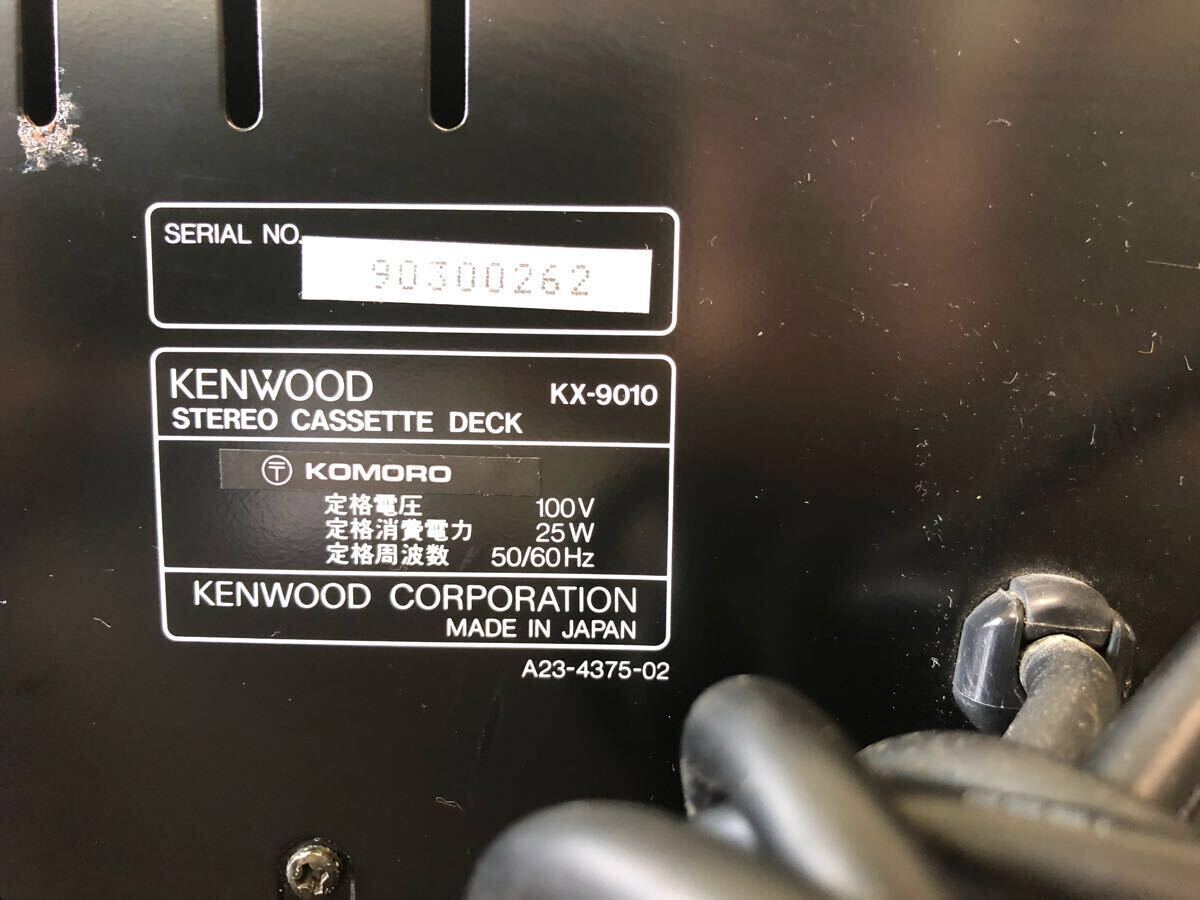 SERIAL NO.
90300262
KENWOOD KX-9010
STEREO CASSETTE DECK
〒 KOMORO
定格電圧 100V
定格消費電力 25W
定格周波数 50/60Hz
KENWOOD CORPORATION
MADE IN JAPAN
A23-4375-02